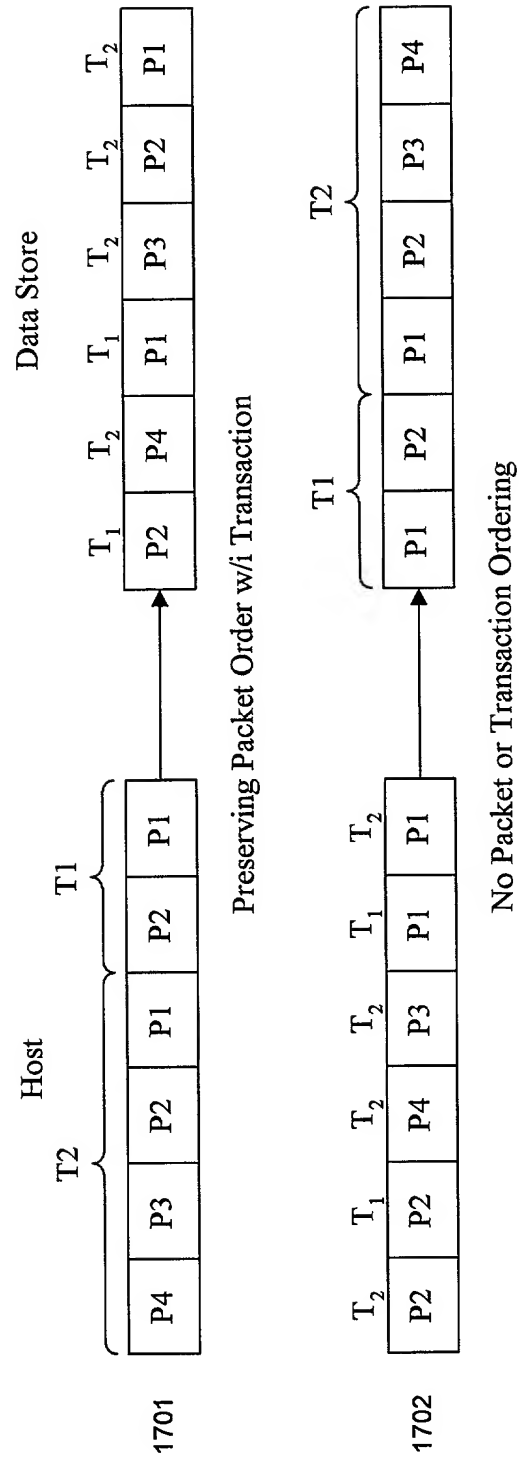 Host
Data Store
T2 T1
T1 T2 T1 T2 T2 T2
1701
P4 P3 P2 P1 P2 P1
P2 P4 P1 P3 P2 P1
Preserving Packet Order w/i Transaction
T2 T1 T2 T2 T1 T2
T1 T2
1702
P2 P2 P4 P3 P1 P1
P1 P2 P1 P2 P3 P4
No Packet or Transaction Ordering